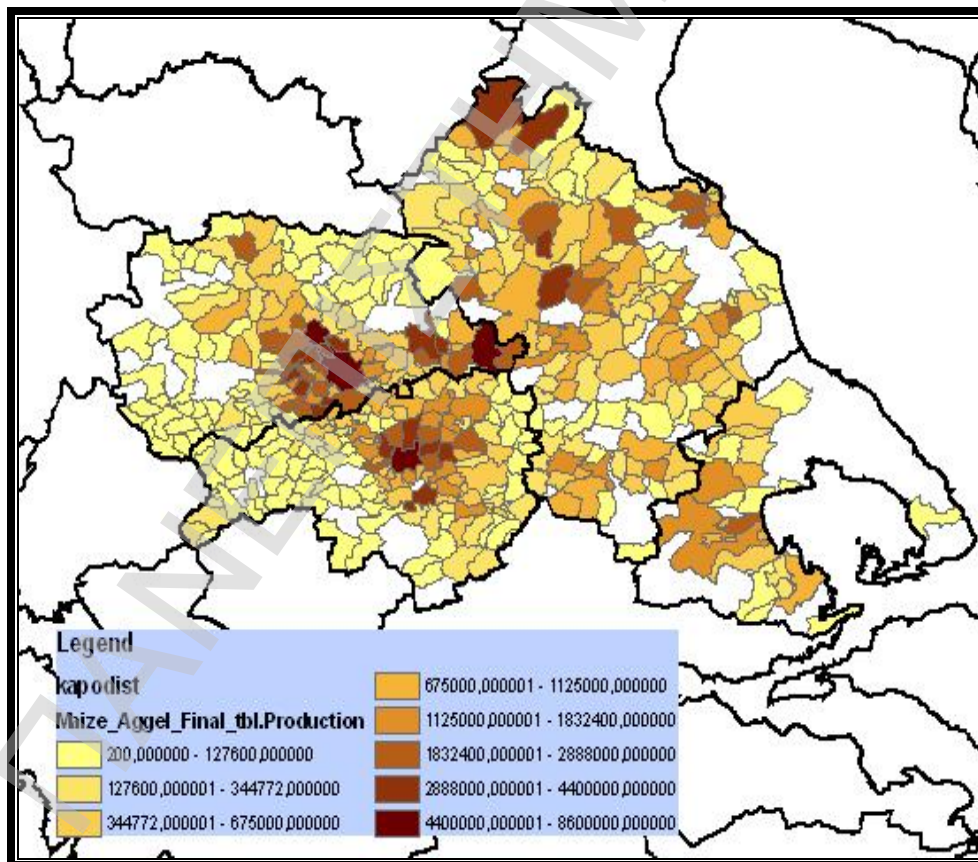 Legend
kapodist
Maize_Aggel_Final_tbl.Production
200,000000 - 127600,000000
127600,000001 - 344772,000000
344772,000001 - 675000,000000
675000,000001 - 1125000,000000
1125000,000001 - 1832400,000000
1832400,000001 - 2888000,000000
2888000,000001 - 4400000,000000
4400000,000001 - 8600000,000000